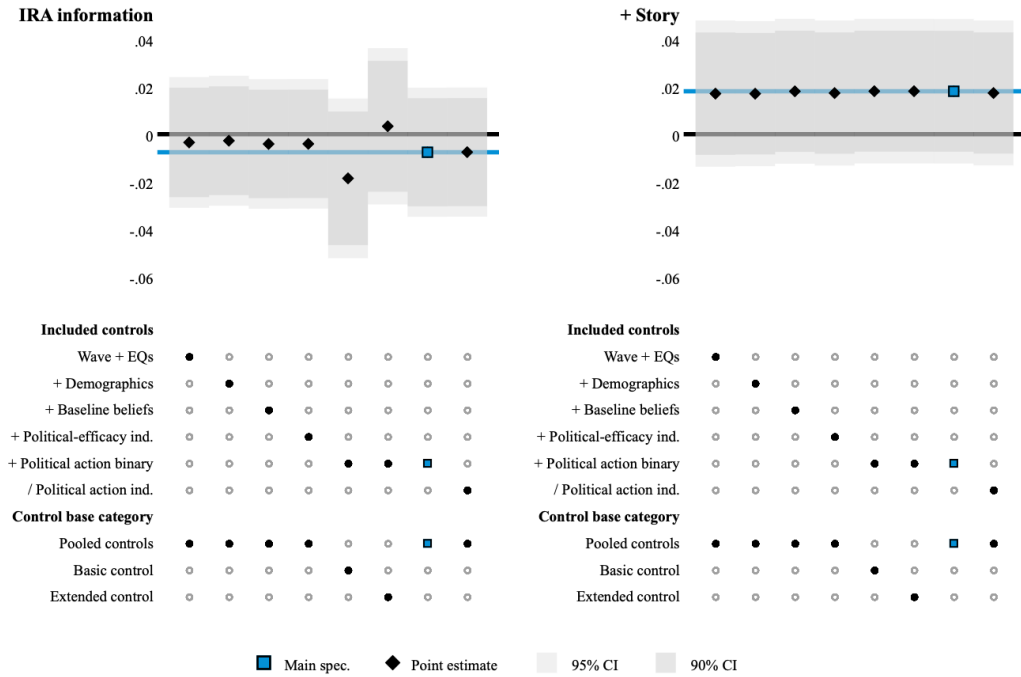 IRA information
.04
.02
0
-.02
-.04
-.06
Included controls
Wave + EQs
+ Demographics
+ Baseline beliefs
+ Political-efficacy ind.
+ Political action binary
/ Political action ind.
Control base category
Pooled controls
Basic control
Extended control
+ Story
.04
.02
0
-.02
-.04
-.06
Included controls
Wave + EQs
+ Demographics
+ Baseline beliefs
+ Political-efficacy ind.
+ Political action binary
/ Political action ind.
Control base category
Pooled controls
Basic control
Extended control
Main spec. Point estimate 95% CI 90% CI